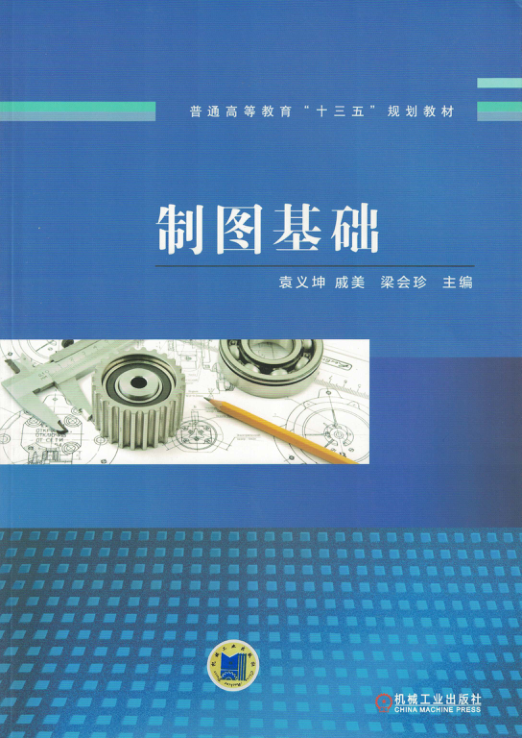 普通高等教育“十三五”规划教材
制图基础
袁义坤 戚美 梁会珍 主编
机械工业出版社
CHINA MACHINE PRESS